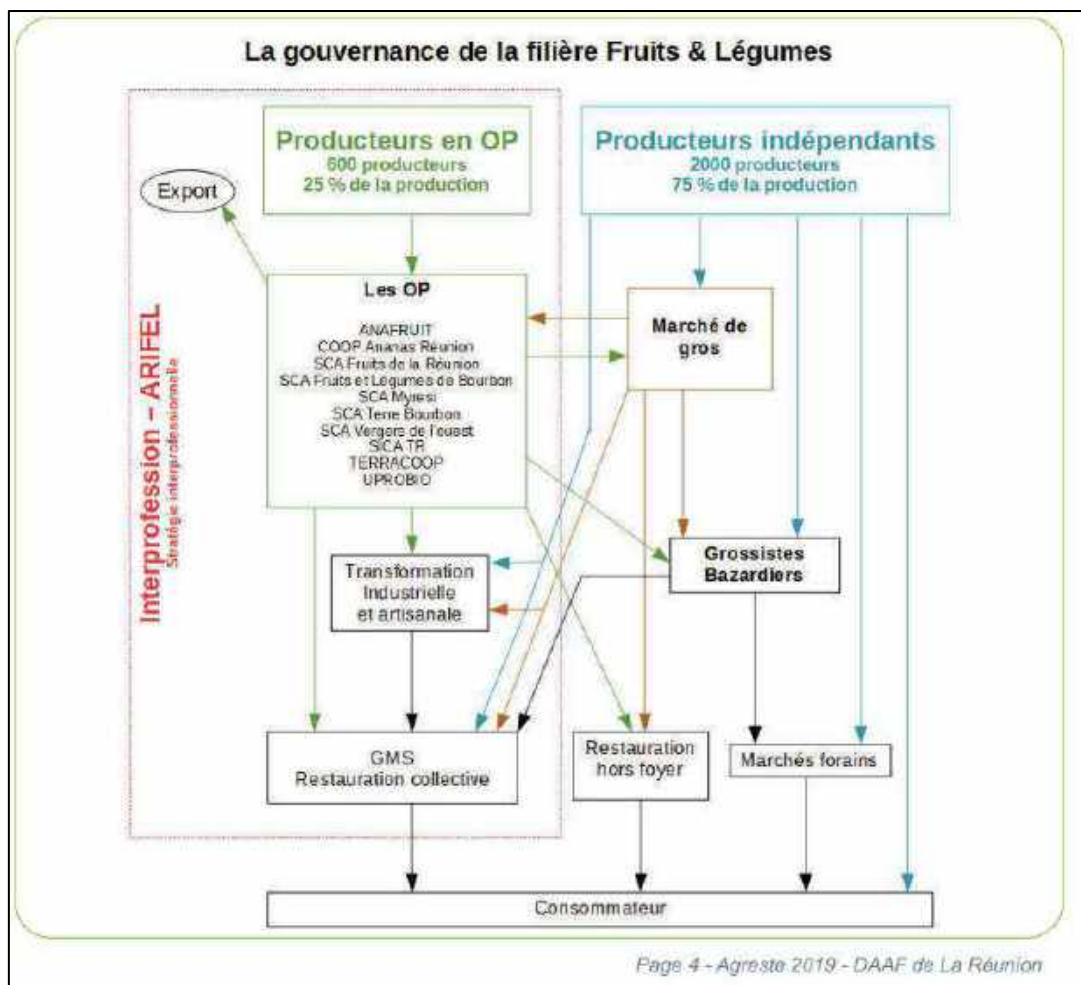 La gouvernance de la filière Fruits & Légumes
Producteurs en OP
600 producteurs
25 % de la production
Producteurs indépendants
2000 producteurs
75 % de la production
Export
Les OP
ANAFRUIT
COOP Ananas Réunion
SCA Fruits de la Réunion
SCA Fruits et Légumes de Bourbon
SCA Myresi
SCA Terre Bourbon
SCA Vergers de l'ouest
SICA TR
TERRACOOP
UPROBIO
Marché de
gros
Interprofession – ARIFEL
Stratégie interprofessionnelle
Transformation
Industrielle
et artisanale
Grossistes
Bazardiers
GMS
Restauration collective
Restauration
hors foyer
Marchés forains
Consommateur
Page 4 - Agreste 2019 - DAAF de La Réunion